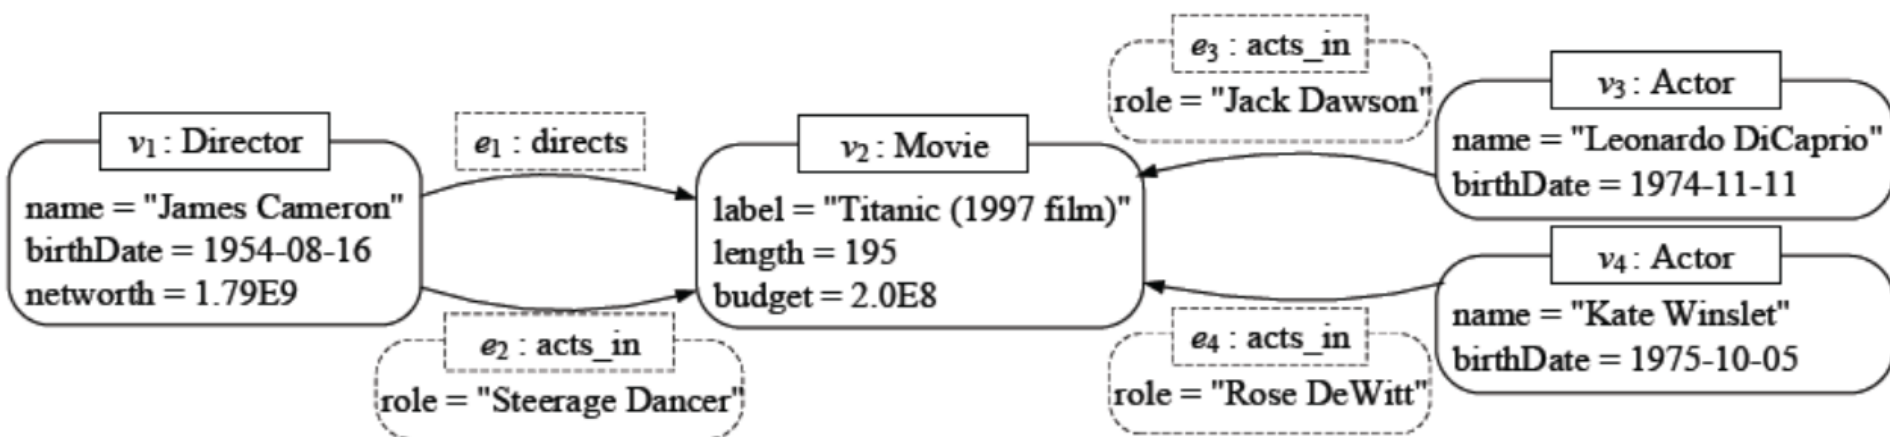 v1 : Director
name = "James Cameron"
birthDate = 1954-08-16
networth = 1.79E9
e1 : directs
e2 : acts_in
role = "Steerage Dancer"
v2 : Movie
label = "Titanic (1997 film)"
length = 195
budget = 2.0E8
e3 : acts_in
role = "Jack Dawson"
e4 : acts_in
role = "Rose DeWitt"
v3 : Actor
name = "Leonardo DiCaprio"
birthDate = 1974-11-11
v4 : Actor
name = "Kate Winslet"
birthDate = 1975-10-05